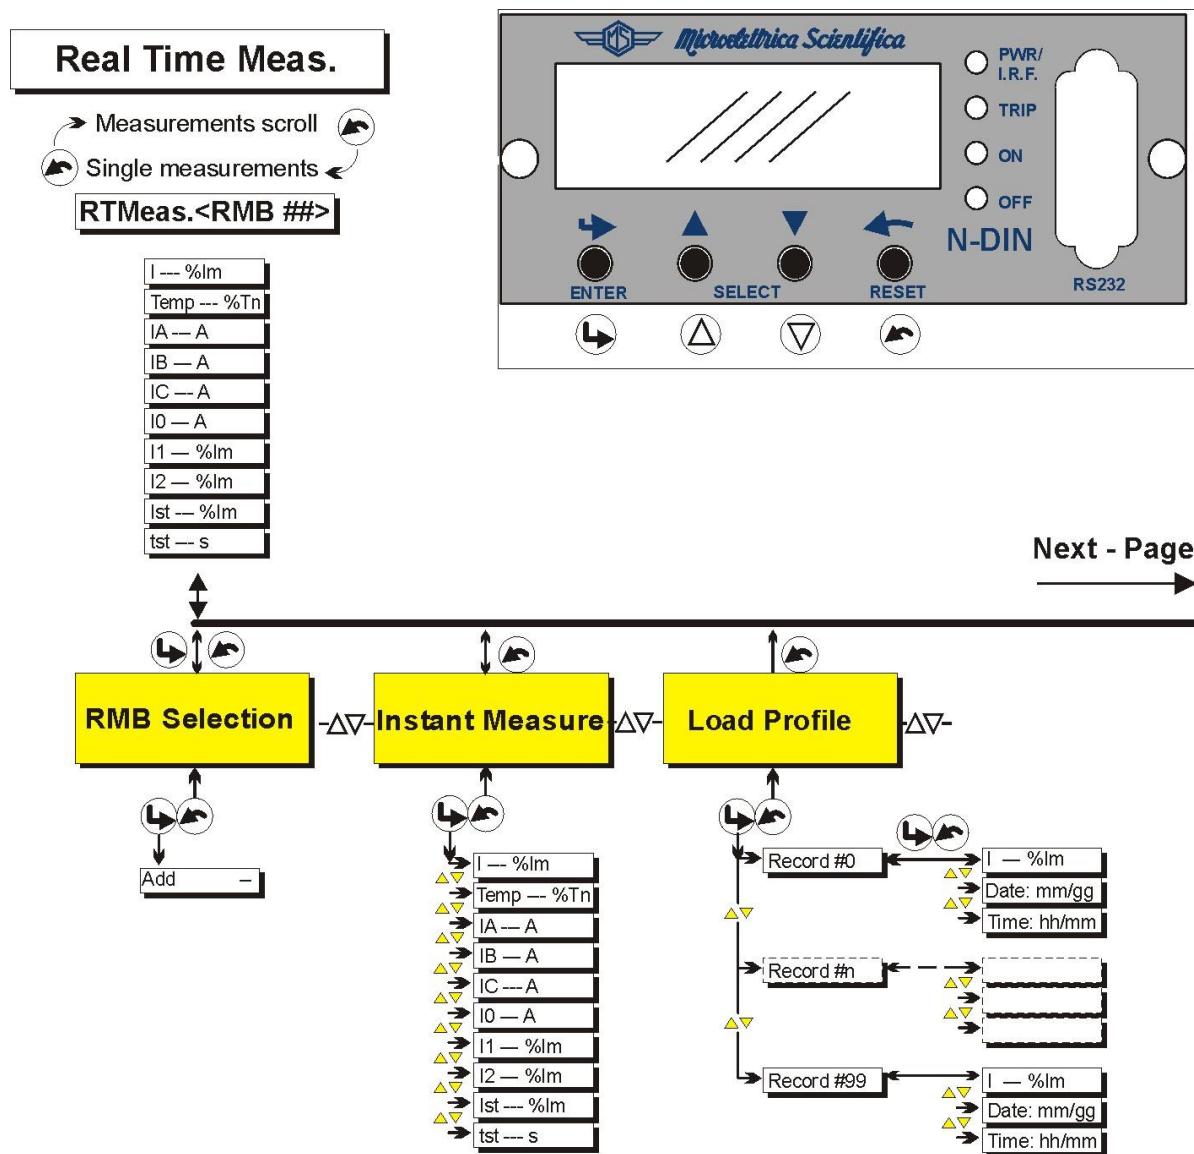 Real Time Meas.
Measurements scroll
Single measurements
RTMeas.<RMB ##>
I --- %Im
Temp --- %Tn
IA --- A
IB --- A
IC --- A
I0 --- A
I1 --- %Im
I2 --- %Im
Ist --- %Im
tst --- s
MS
Microelettrica Scientifica
PWR/
I.R.F.
TRIP
ON
OFF
N-DIN
RS232
ENTER
SELECT
RESET
Next - Page
RMB Selection
Instant Measure
Load Profile
Add –
I --- %Im
Temp --- %Tn
IA --- A
IB --- A
IC --- A
I0 --- A
I1 --- %Im
I2 --- %Im
Ist --- %Im
tst --- s
Record #0
I --- %Im
Date: mm/gg
Time: hh/mm
Record #n
Record #99
I --- %Im
Date: mm/gg
Time: hh/mm